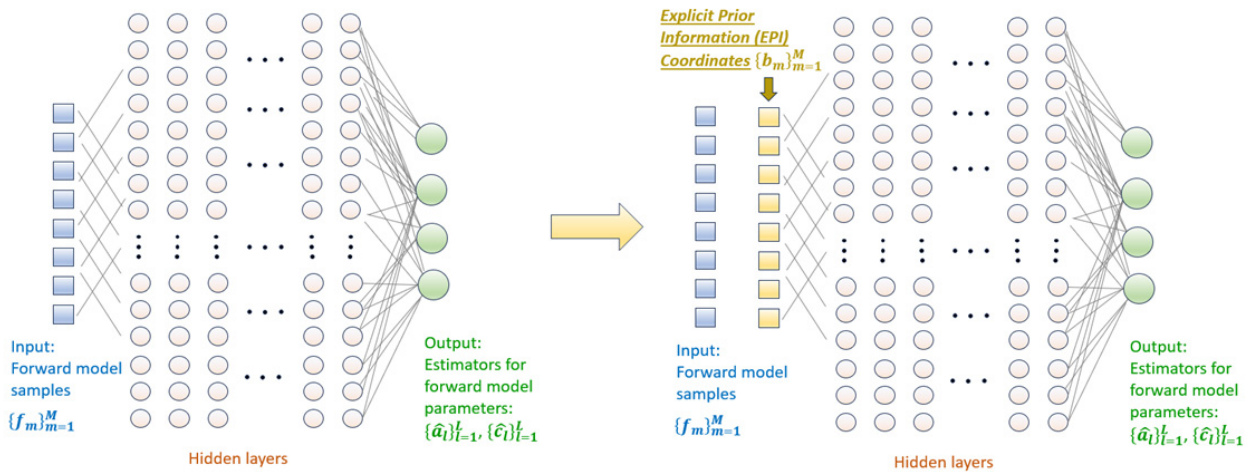 Input:
Forward model
samples
{f_m}_{m=1}^M
Hidden layers
Output:
Estimators for
forward model
parameters:
{â_l}_{l=1}^L, {ĉ_l}_{l=1}^L
Explicit Prior
Information (EPI)
Coordinates {b_m}_{m=1}^M
Input:
Forward model
samples
{f_m}_{m=1}^M
Hidden layers
Output:
Estimators for
forward model
parameters:
{â_l}_{l=1}^L, {ĉ_l}_{l=1}^L